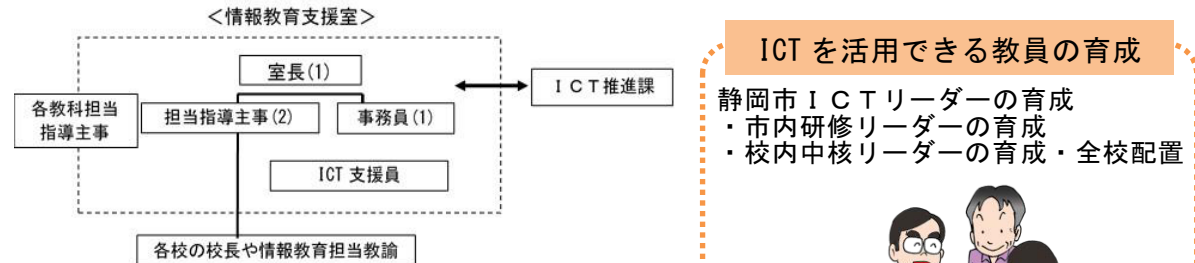 ＜情報教育支援室＞
室長(1)
ＩＣＴ推進課
各教科担当
指導主事
担当指導主事(2)
事務員(1)
ICT 支援員
各校の校長や情報教育担当教諭
ICT を活用できる教員の育成
静岡市ＩＣＴリーダーの育成
・市内研修リーダーの育成
・校内中核リーダーの育成・全校配置